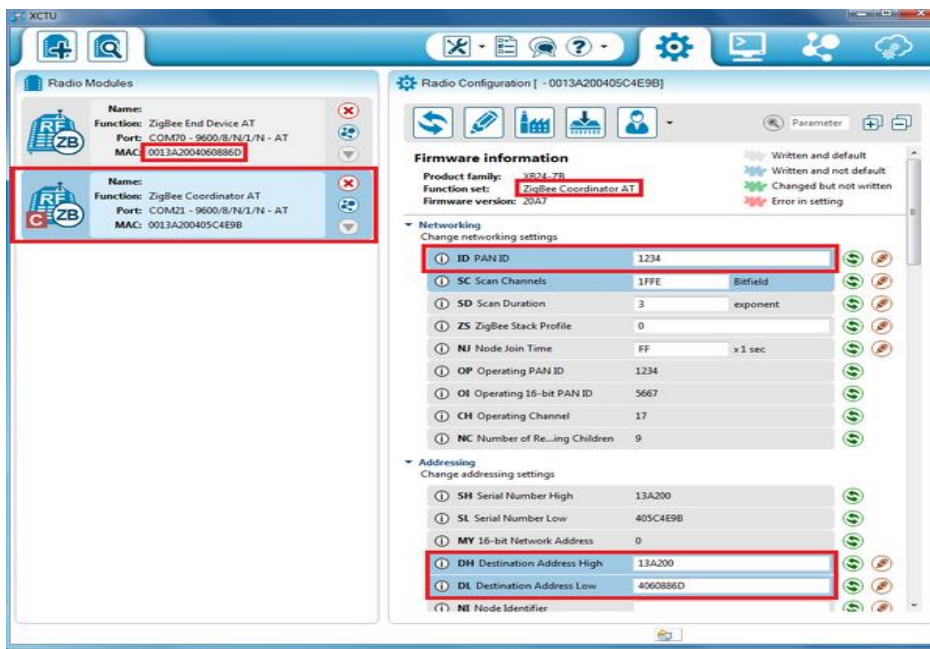 XCTU
Radio Modules
Name:
Function: ZigBee End Device AT
Port: COM70 - 9600/8/N/1/N - AT
MAC: 0013A2004060886D
RF
ZB
Name:
Function: ZigBee Coordinator AT
Port: COM21 - 9600/8/N/1/N - AT
MAC: 0013A200405C4E9B
RF
ZB
C
Radio Configuration [ - 0013A200405C4E9B]
Parameter
Firmware information
Product family: XB24-ZB
Function set: ZigBee Coordinator AT
Firmware version: 20A7
Written and default
Written and not default
Changed but not written
Error in setting
Networking
Change networking settings
ID PAN ID 1234
SC Scan Channels 1FFE Bitfield
SD Scan Duration 3 exponent
ZS ZigBee Stack Profile 0
NJ Node Join Time FF x 1 sec
OP Operating PAN ID 1234
OI Operating 16-bit PAN ID 5667
CH Operating Channel 17
NC Number of Re...ing Children 9
Addressing
Change addressing settings
SH Serial Number High 13A200
SL Serial Number Low 405C4E9B
MY 16-bit Network Address 0
DH Destination Address High 13A200
DL Destination Address Low 4060886D
NI Node Identifier